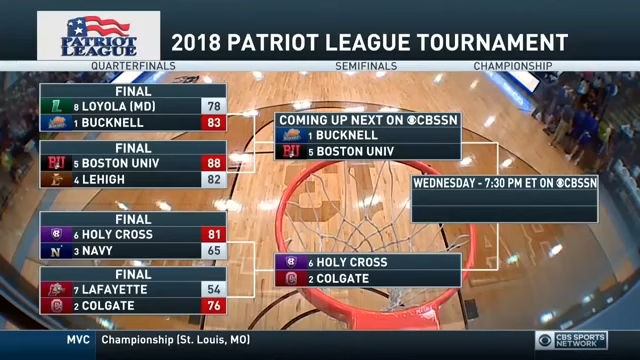 PATRIOT
LEAGUE
2018 PATRIOT LEAGUE TOURNAMENT
QUARTERFINALS
SEMIFINALS
CHAMPIONSHIP
FINAL
8 LOYOLA (MD) 78
1 BUCKNELL 83
FINAL
BU 5 BOSTON UNIV 88
4 LEHIGH 82
FINAL
6 HOLY CROSS 81
N 3 NAVY 65
FINAL
7 LAFAYETTE 54
C 2 COLGATE 76
COMING UP NEXT ON CBSSN
1 BUCKNELL
BU 5 BOSTON UNIV
6 HOLY CROSS
C 2 COLGATE
WEDNESDAY - 7:30 PM ET ON CBSSN
MVC Championship (St. Louis, MO)
CBS SPORTS
NETWORK